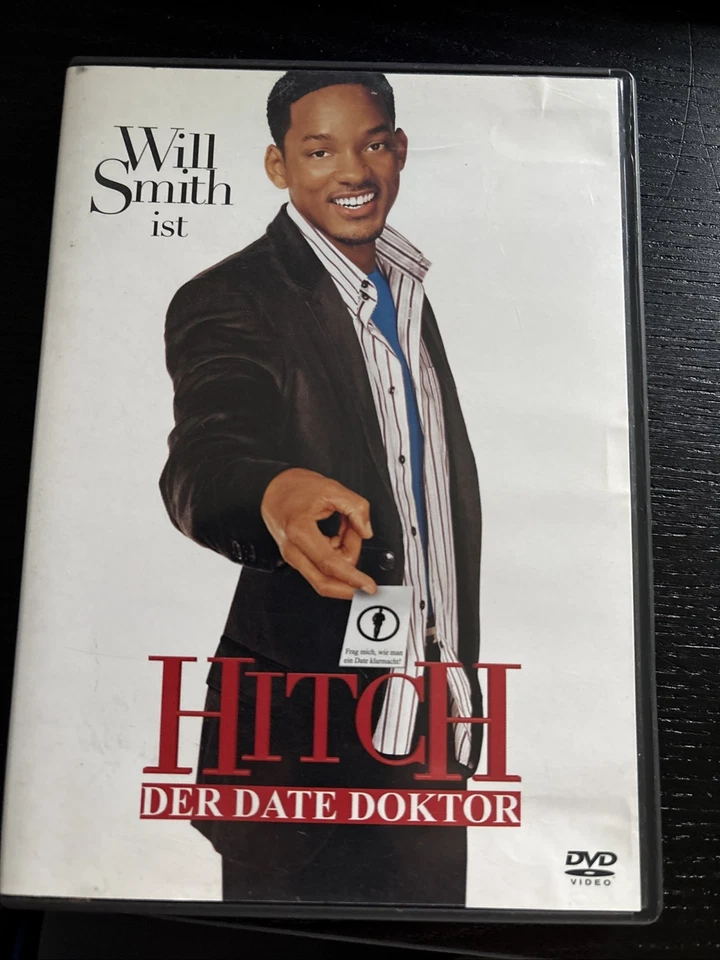 Will
Smith
ist
Frag mich, wie man
ein Date klarmacht!
HITCH
DER DATE DOKTOR
DVD
VIDEO